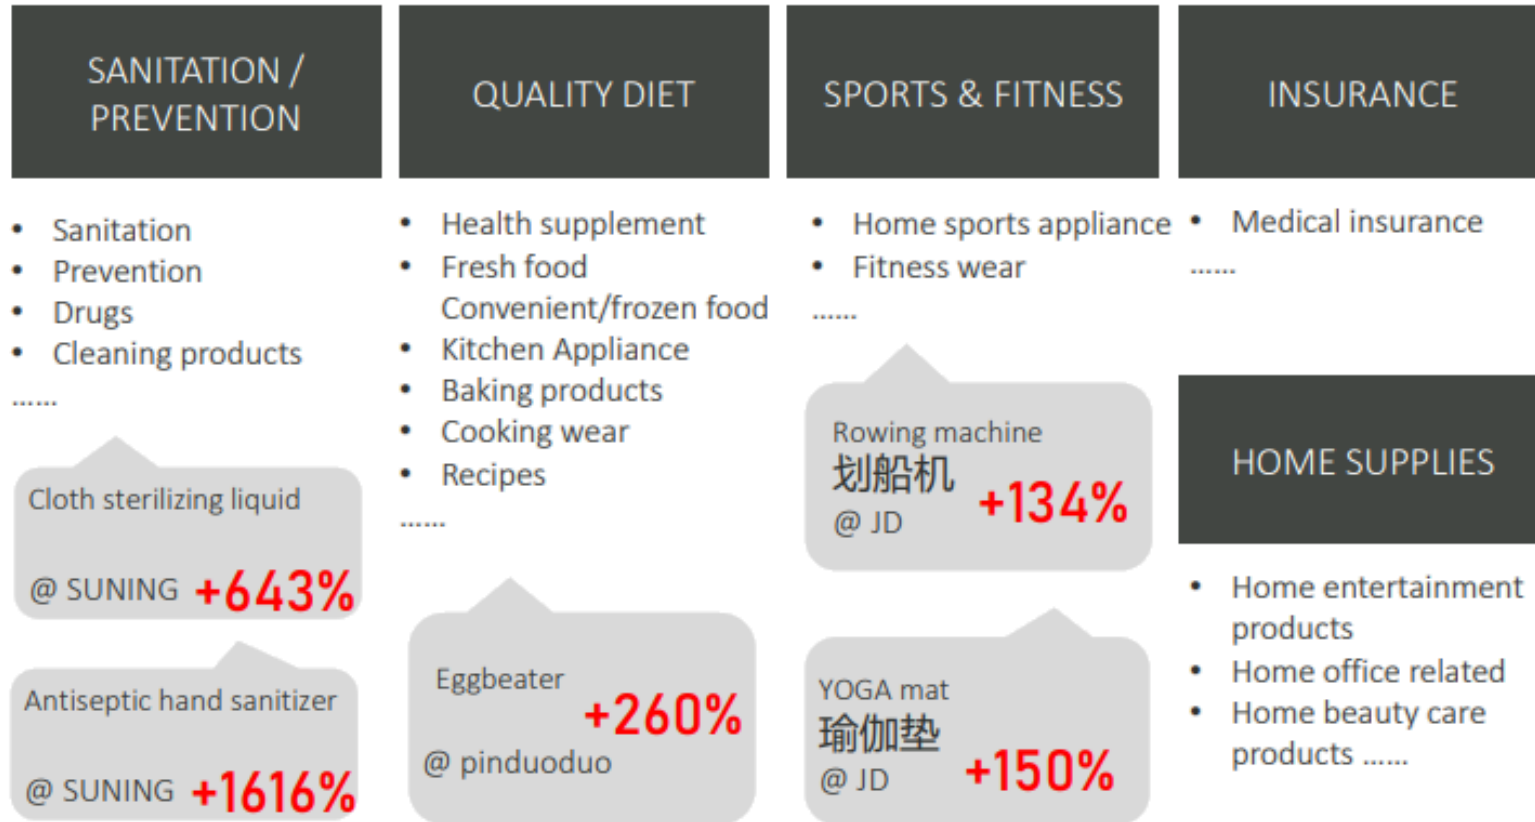 SANITATION /
PREVENTION
• Sanitation
• Prevention
• Drugs
• Cleaning products
......
Cloth sterilizing liquid
@ SUNING +643%
Antiseptic hand sanitizer
@ SUNING +1616%
QUALITY DIET
• Health supplement
• Fresh food
Convenient/frozen food
• Kitchen Appliance
• Baking products
• Cooking wear
• Recipes
......
Eggbeater
+260%
@ pinduoduo
SPORTS & FITNESS
• Home sports appliance
• Fitness wear
......
Rowing machine
划船机
+134%
@ JD
YOGA mat
瑜伽垫
@ JD +150%
INSURANCE
• Medical insurance
......
HOME SUPPLIES
• Home entertainment
products
• Home office related
• Home beauty care
products ......